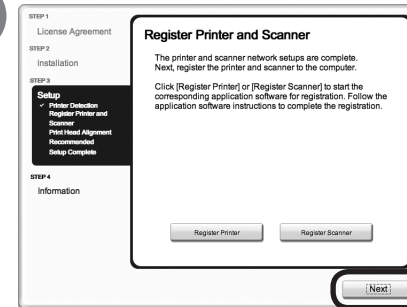 STEP 1
License Agreement
STEP 2
Installation
STEP 3
Setup
✓ Printer Detection
Register Printer and
Scanner
Print Head Alignment
Recommended
Setup Complete
STEP 4
Information
Register Printer and Scanner
The printer and scanner network setups are complete.
Next, register the printer and scanner to the computer.
Click [Register Printer] or [Register Scanner] to start the
corresponding application software for registration. Follow the
application software instructions to complete the registration.
Register Printer
Register Scanner
Next